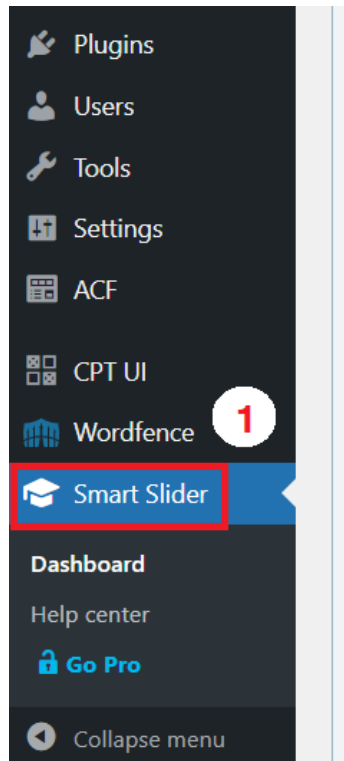 Plugins
Users
Tools
Settings
ACF
CPT UI
Wordfence
1
Smart Slider
Dashboard
Help center
Go Pro
Collapse menu